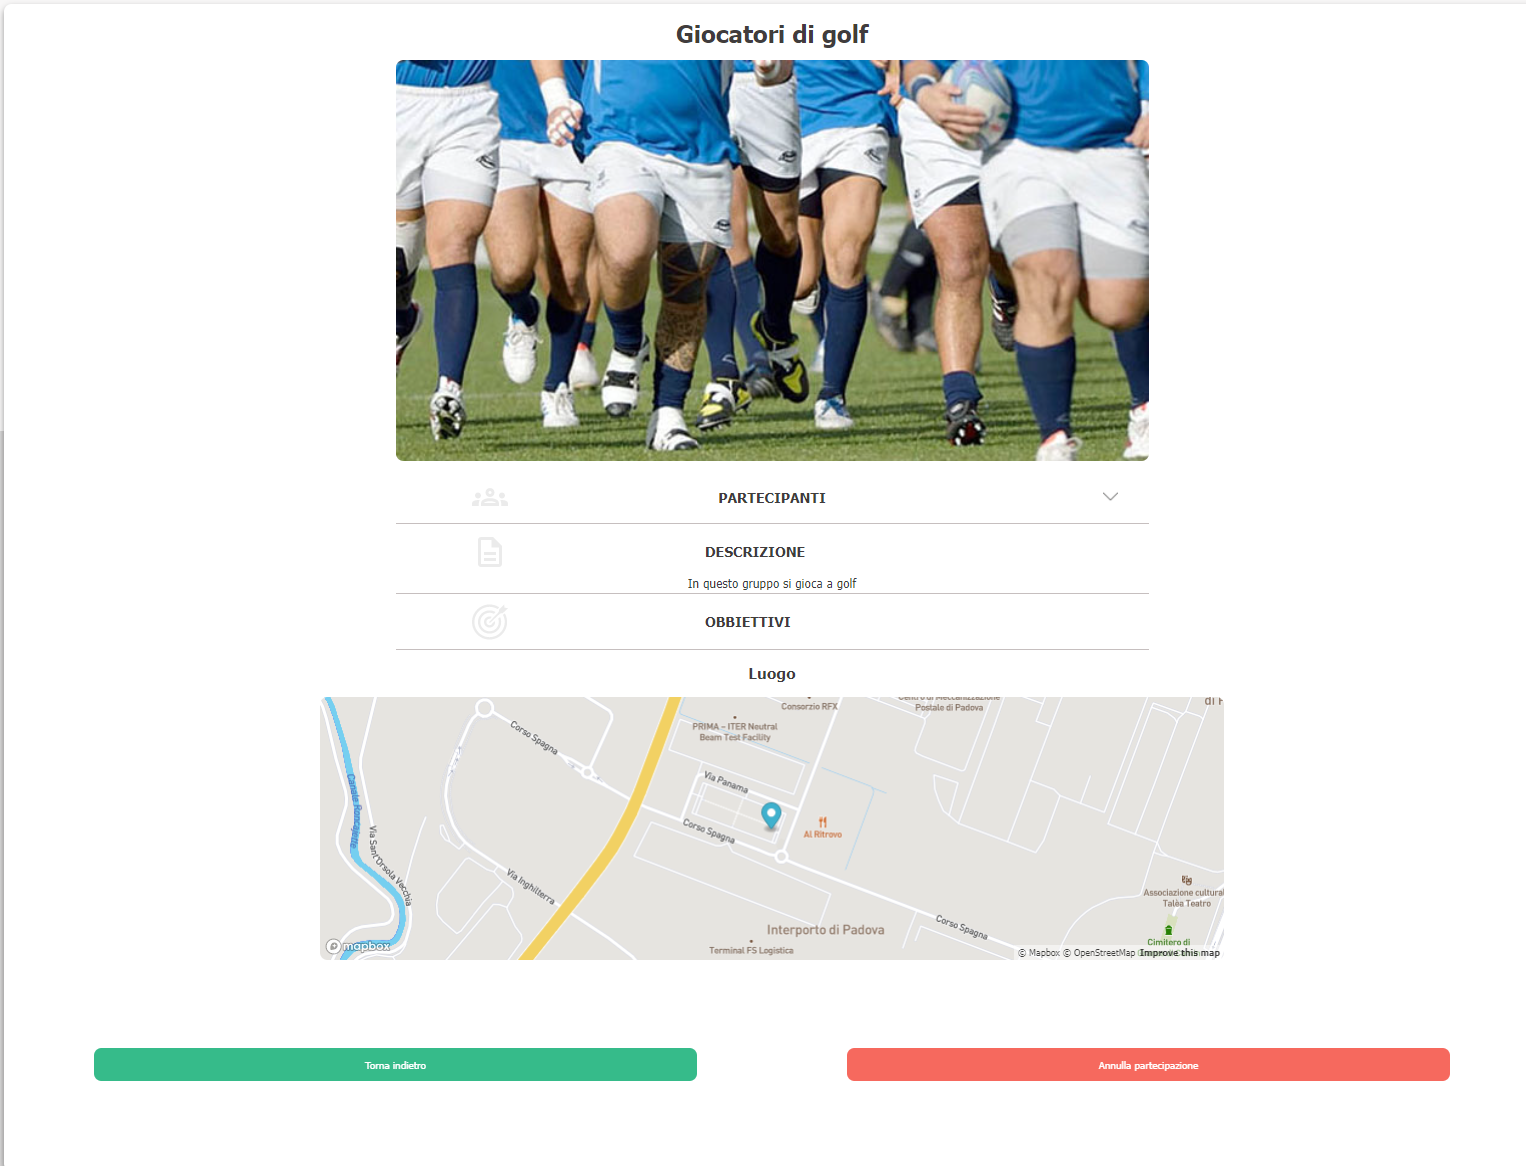 Giocatori di golf
PARTECIPANTI
DESCRIZIONE
In questo gruppo si gioca a golf
OBBIETTIVI
Luogo
Consorzio RFX
Centro di Meccanizzazione
Postale di Padova
PRIMA – ITER Neutral
Beam Test Facility
Corso Spagna
Via Panama
Corso Spagna
Al Ritrovo
Canale Roncajette
Via Sant'Orsola Vecchia
Via Inghilterra
Associazione cultural
Talèa Teatro
Interporto di Padova
Corso Spagna
Terminal FS Logistica
Cimitero di
mapbox
© Mapbox © OpenStreetMap Improve this map
Torna indietro
Annulla partecipazione